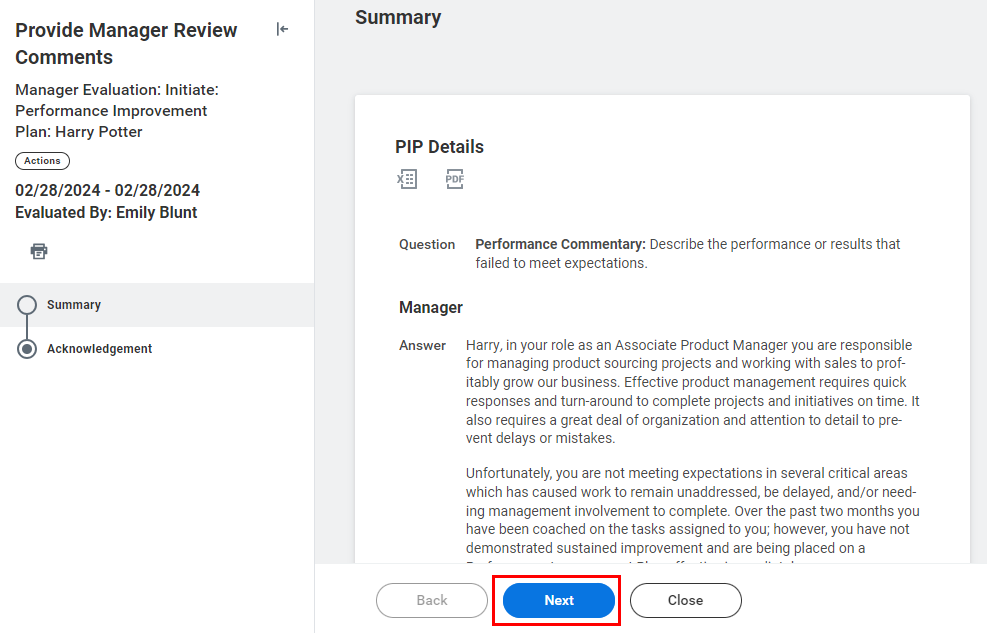 Provide Manager Review
Comments
Manager Evaluation: Initiate:
Performance Improvement
Plan: Harry Potter
Actions
02/28/2024 - 02/28/2024
Evaluated By: Emily Blunt
Summary
Acknowledgement
Summary
PIP Details
X
PDF
Question
Performance Commentary: Describe the performance or results that
failed to meet expectations.
Manager
Answer
Harry, in your role as an Associate Product Manager you are responsible
for managing product sourcing projects and working with sales to prof-
itably grow our business. Effective product management requires quick
responses and turn-around to complete projects and initiatives on time. It
also requires a great deal of organization and attention to detail to pre-
vent delays or mistakes.
Unfortunately, you are not meeting expectations in several critical areas
which has caused work to remain unaddressed, be delayed, and/or need-
ing management involvement to complete. Over the past two months you
have been coached on the tasks assigned to you; however, you have not
demonstrated sustained improvement and are being placed on a
Back
Next
Close